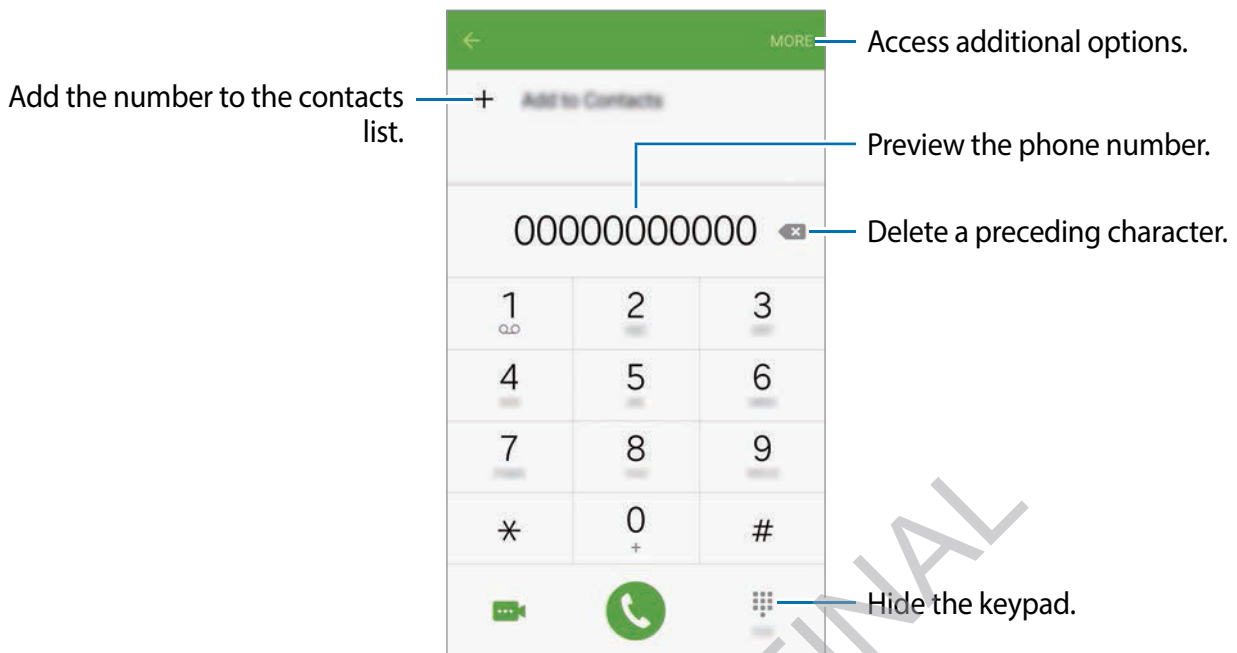 MORE
Access additional options.
Add the number to the contacts
list.
Add to Contacts
Preview the phone number.
00000000000
Delete a preceding character.
1 2 3
4 5 6
7 8 9
* 0 #
+
Hide the keypad.